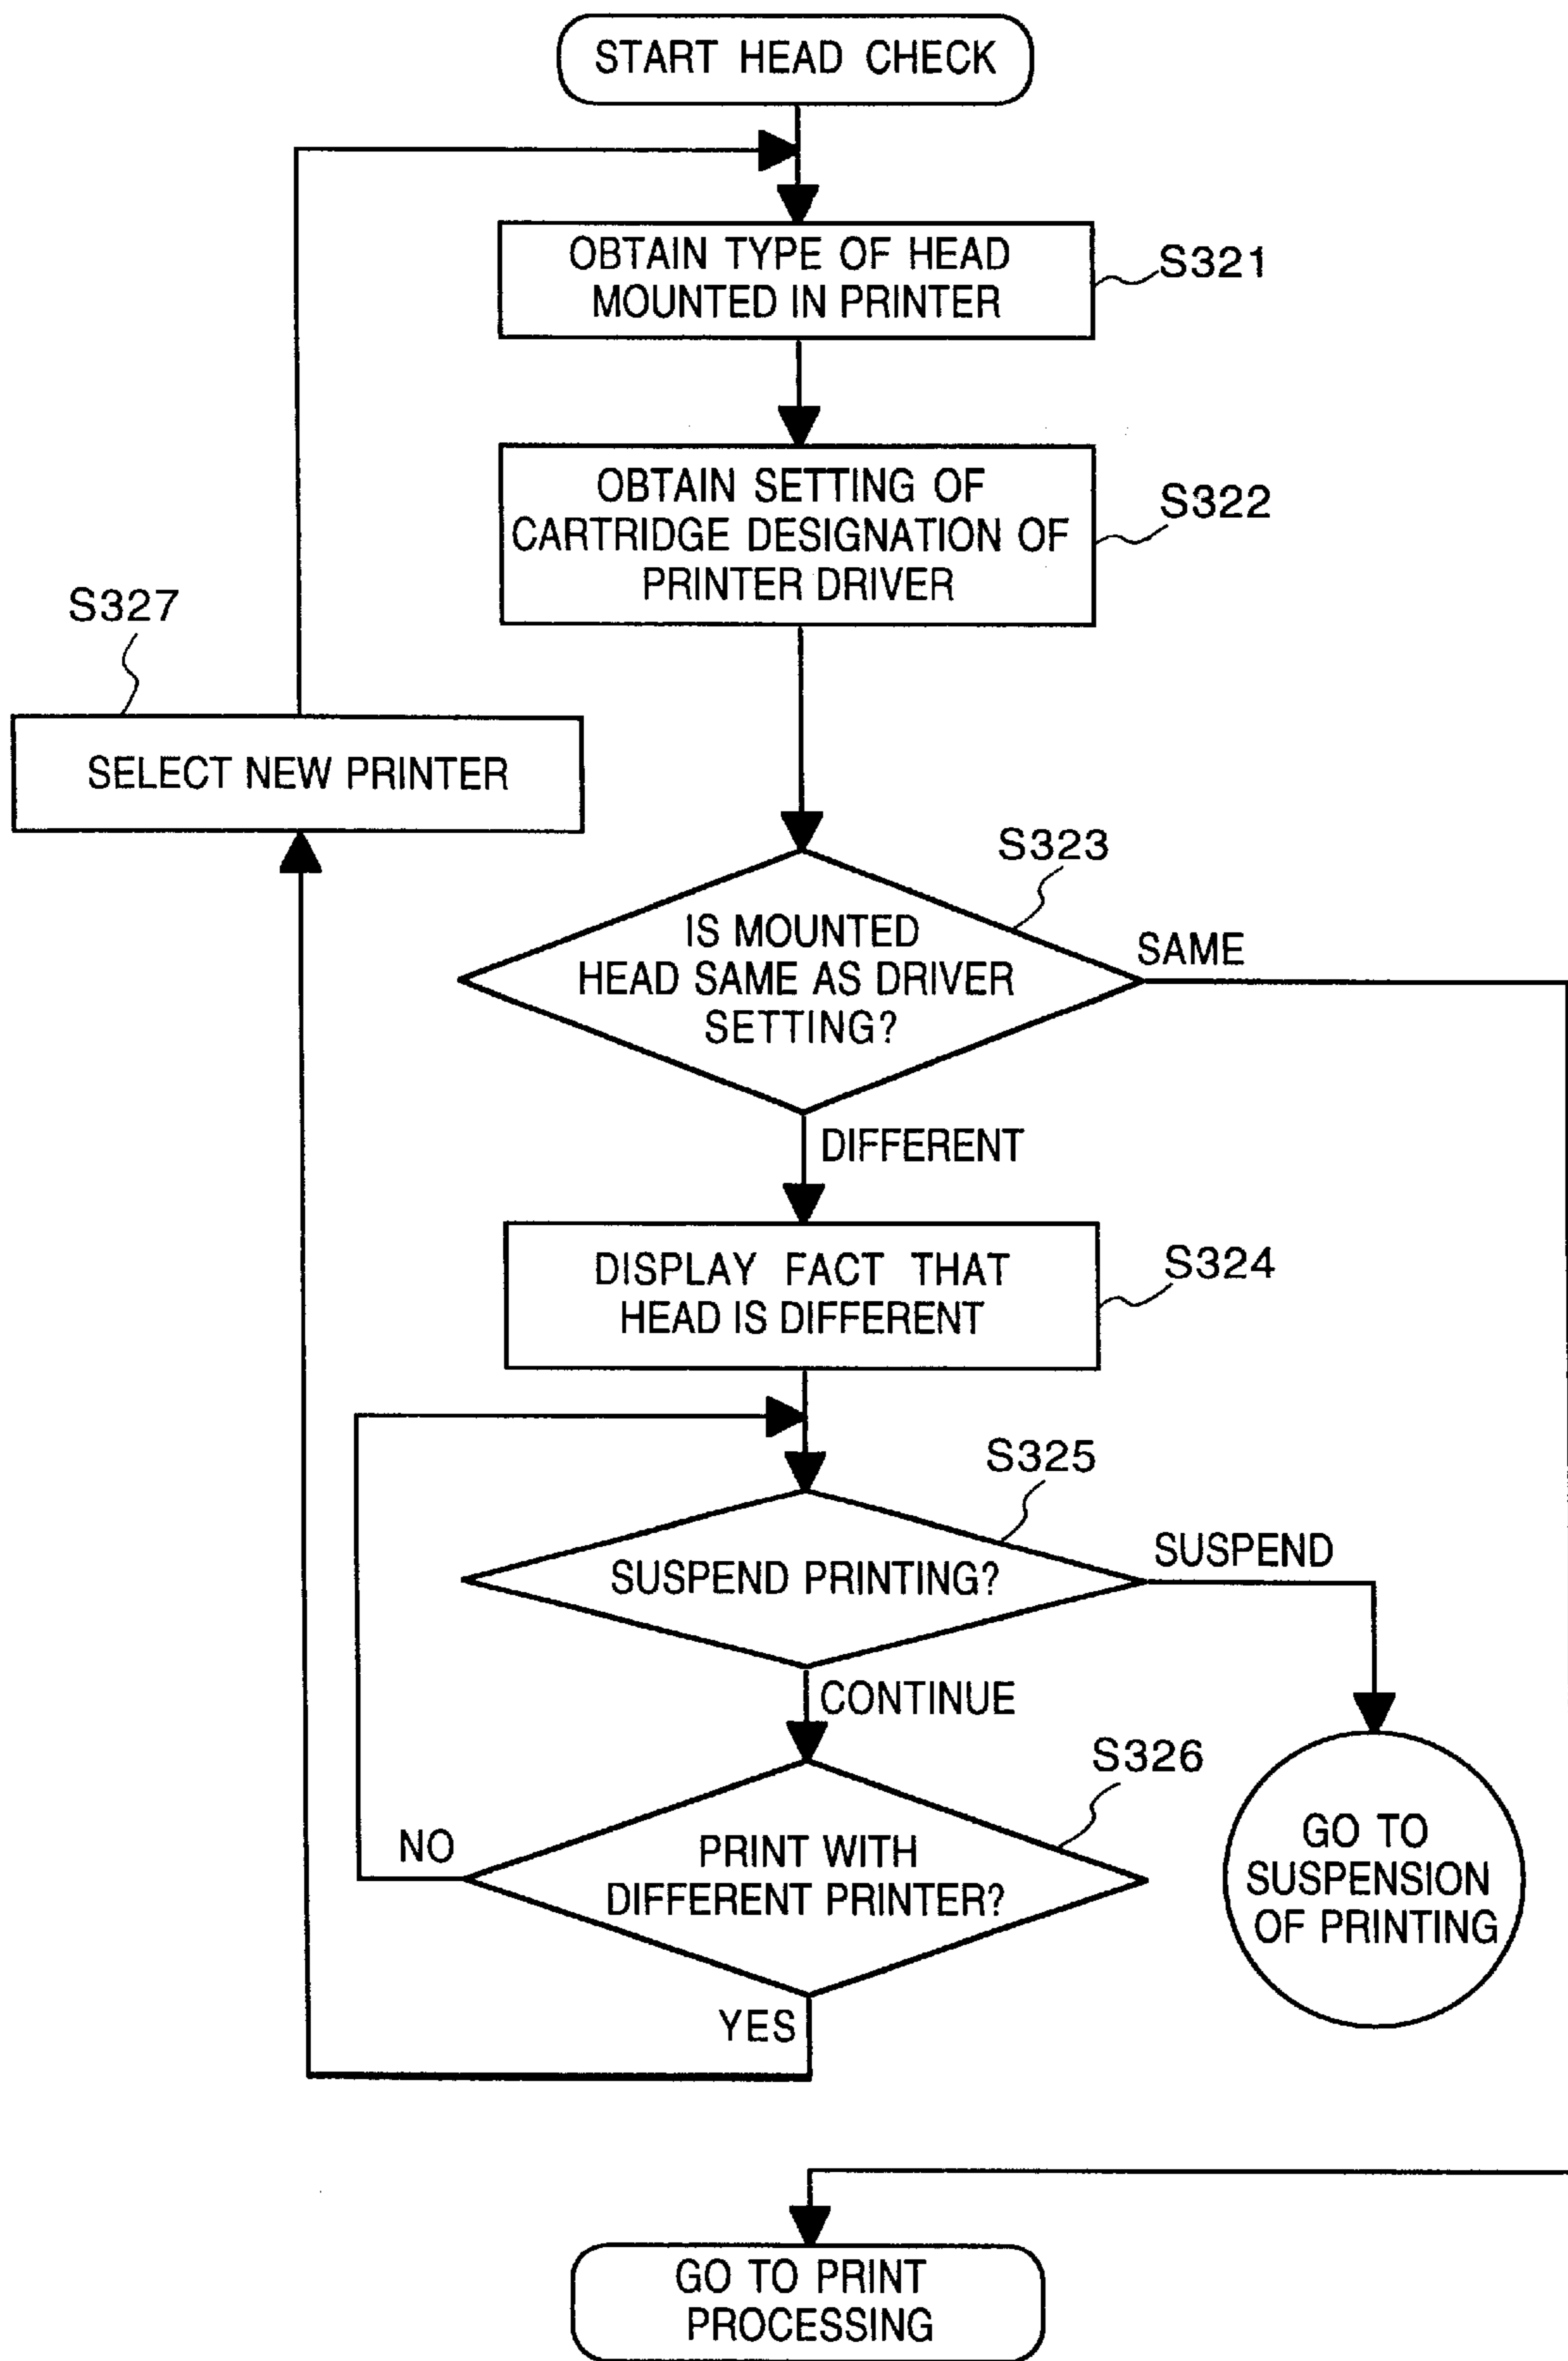 START HEAD CHECK
OBTAIN TYPE OF HEAD
MOUNTED IN PRINTER
S321
OBTAIN SETTING OF
CARTRIDGE DESIGNATION OF
PRINTER DRIVER
S322
S327
SELECT NEW PRINTER
S323
IS MOUNTED
HEAD SAME AS DRIVER
SETTING?
SAME
DIFFERENT
DISPLAY FACT THAT
HEAD IS DIFFERENT
S324
S325
SUSPEND PRINTING?
SUSPEND
CONTINUE
S326
PRINT WITH
DIFFERENT PRINTER?
NO
YES
GO TO
SUSPENSION
OF PRINTING
GO TO PRINT
PROCESSING